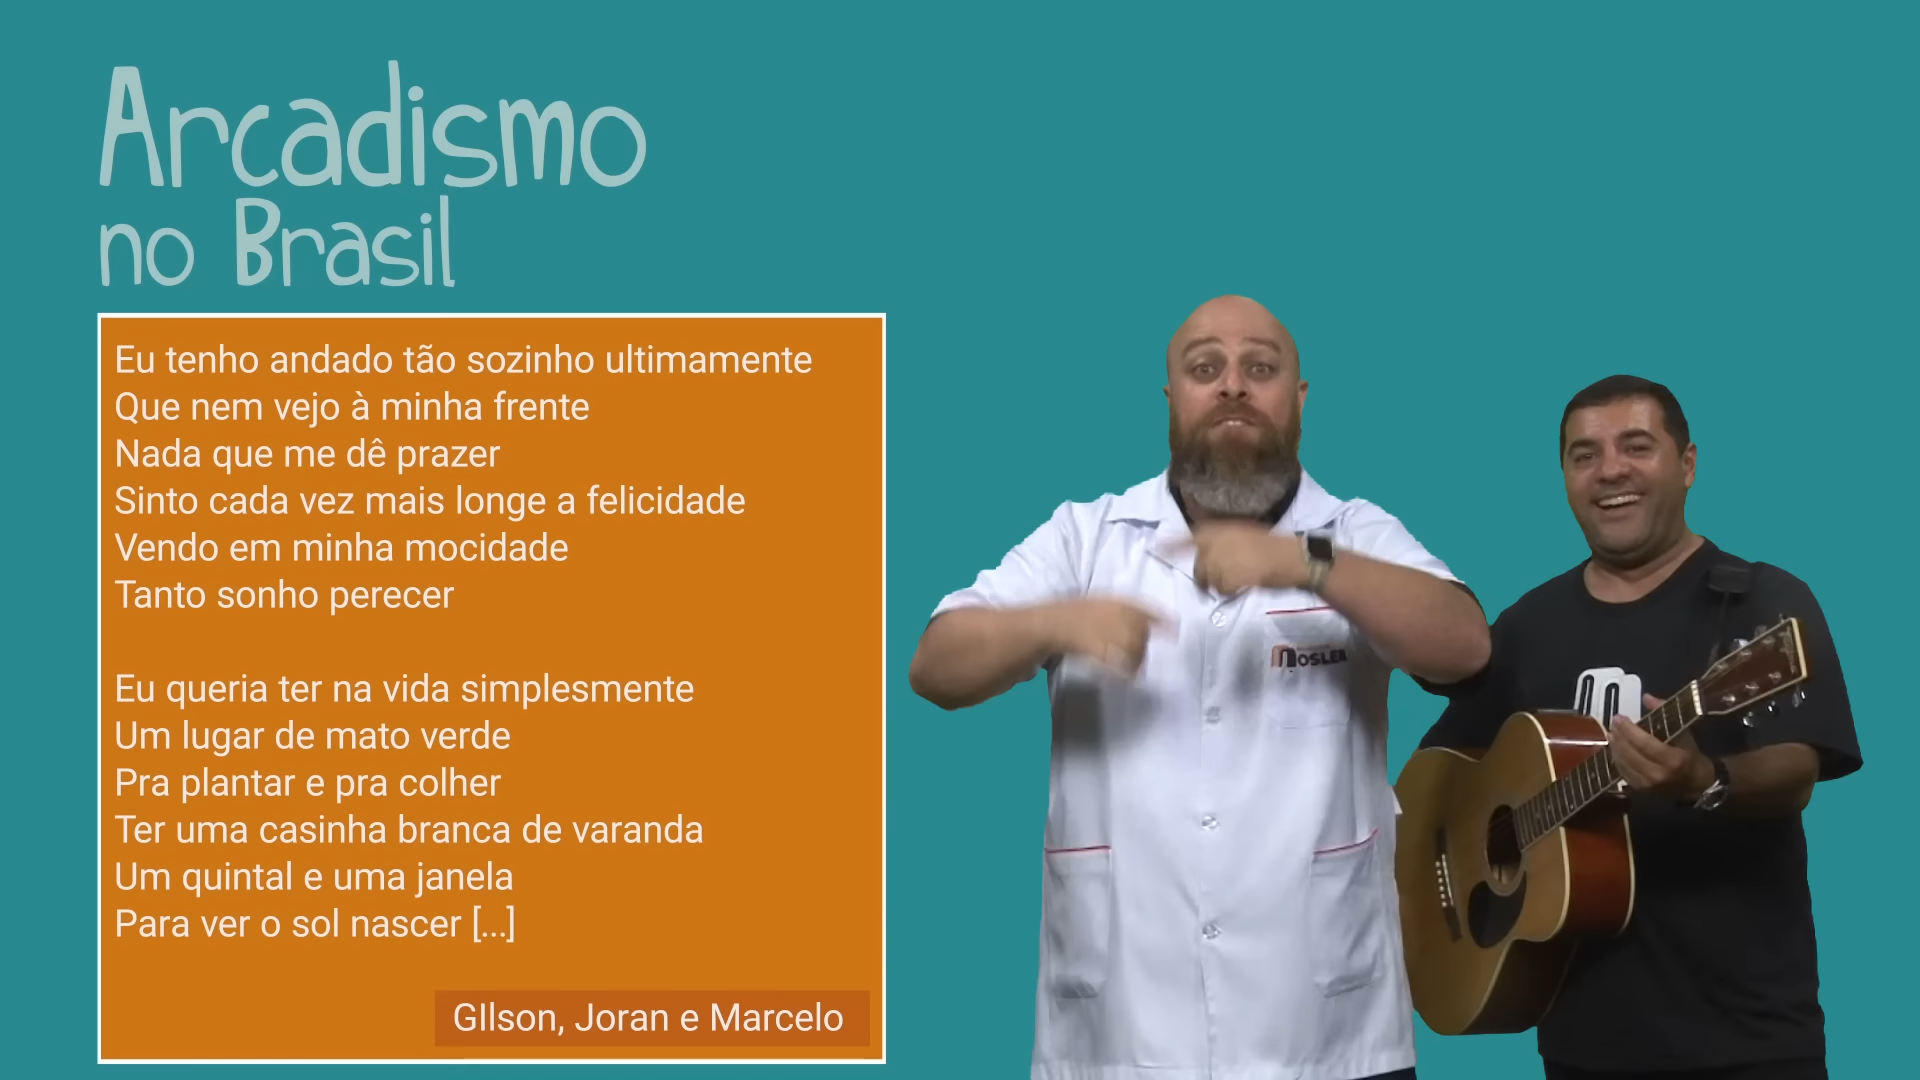 Arcadismo
no Brasil
Eu tenho andado tão sozinho ultimamente
Que nem vejo à minha frente
Nada que me dê prazer
Sinto cada vez mais longe a felicidade
Vendo em minha mocidade
Tanto sonho perecer
Eu queria ter na vida simplesmente
Um lugar de mato verde
Pra plantar e pra colher
Ter uma casinha branca de varanda
Um quintal e uma janela
Para ver o sol nascer [...]
GIlson, Joran e Marcelo
NOSLEN